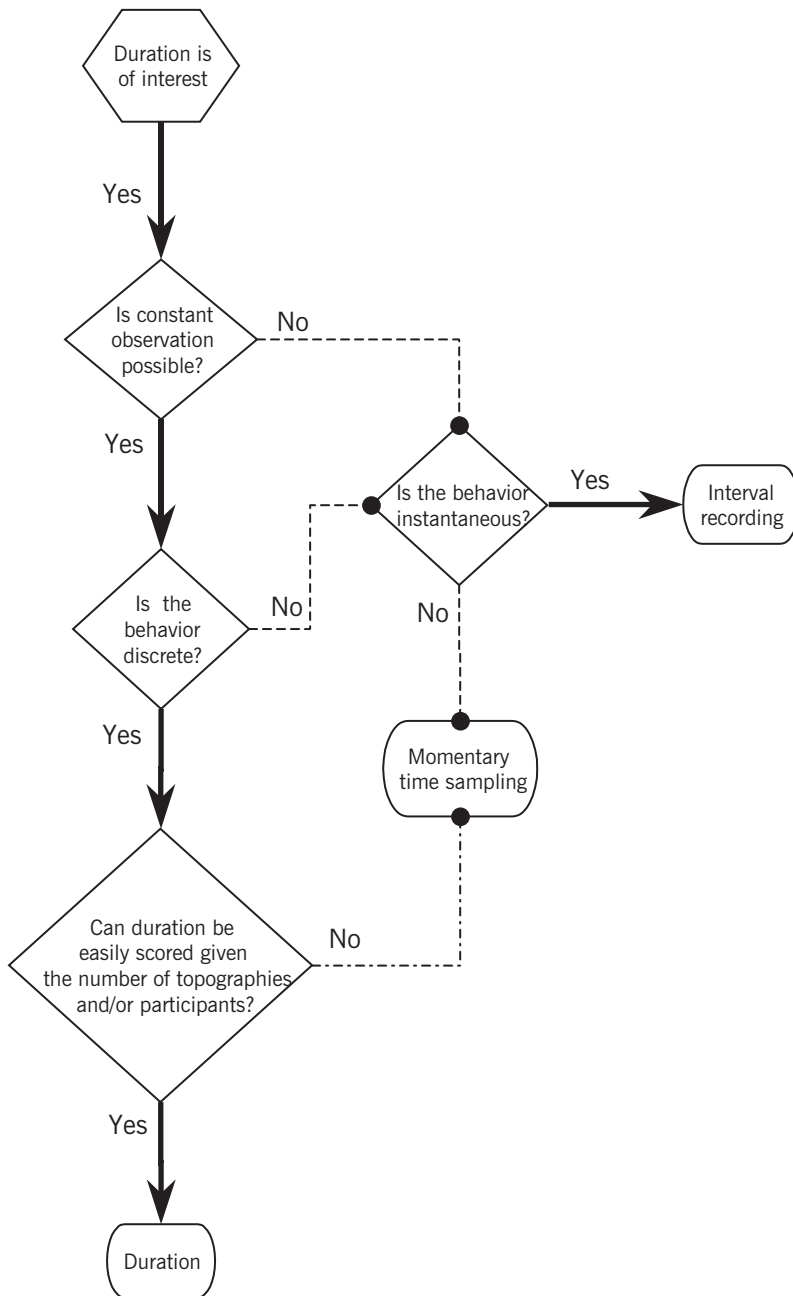 Duration is
of interest
Yes
Is constant
observation
possible?
No
Yes
Is the behavior
instantaneous?
Yes
Interval
recording
Is the
behavior
discrete?
No
No
Yes
Momentary
time sampling
Can duration be
easily scored given
the number of topographies
and/or participants?
No
Yes
Duration